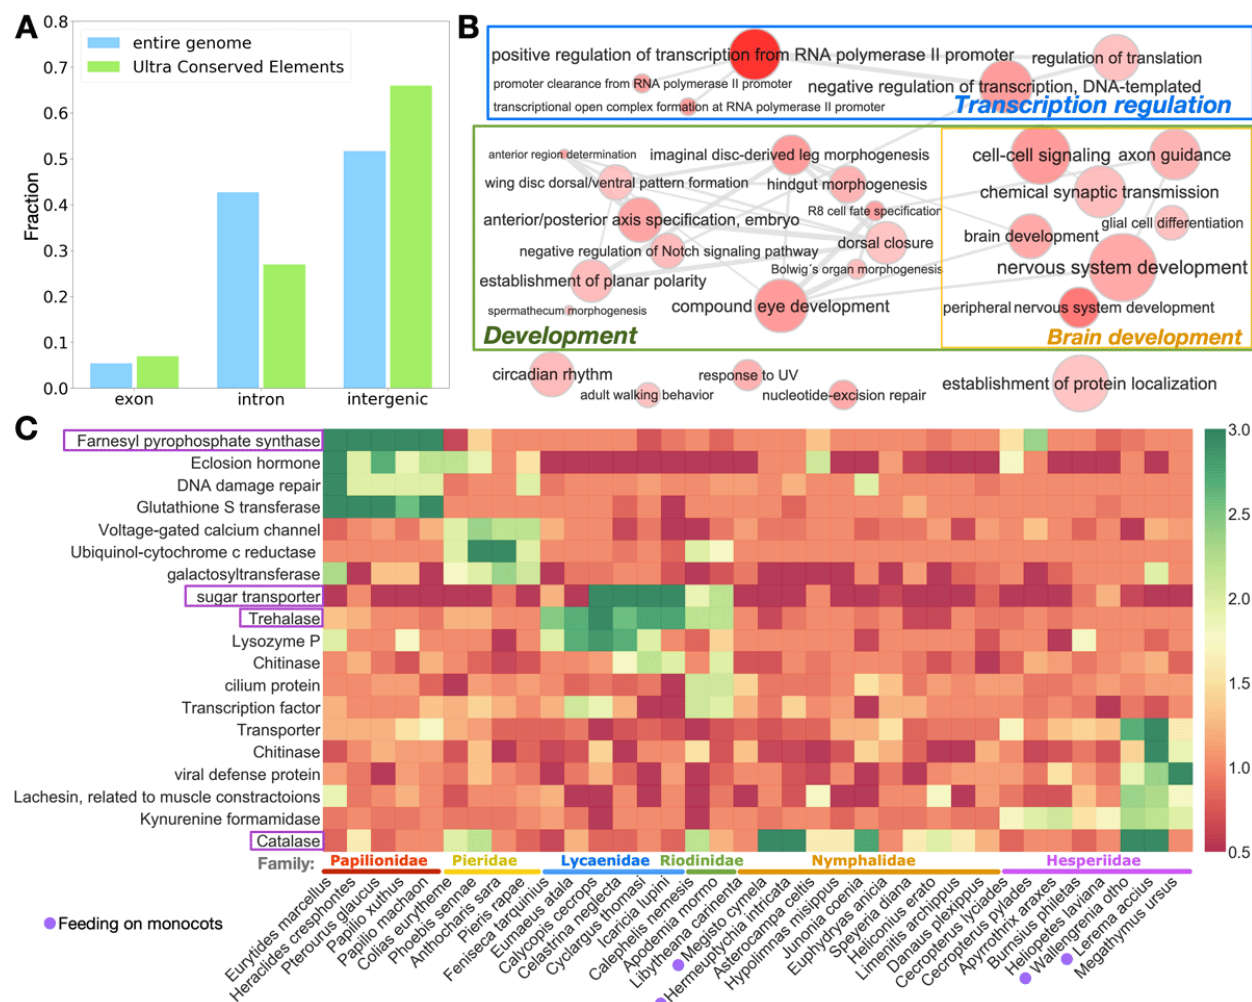 A
0.8
0.7
0.6
0.5
0.4
0.3
0.2
0.1
0.0
Fraction
entire genome
Ultra Conserved Elements
exon
intron
intergenic
B
positive regulation of transcription from RNA polymerase II promoter
regulation of translation
promoter clearance from RNA polymerase II promoter
negative regulation of transcription, DNA-templated
transcriptional open complex formation at RNA polymerase II promoter
Transcription regulation
anterior region determination
imaginal disc-derived leg morphogenesis
wing disc dorsal/ventral pattern formation
hindgut morphogenesis
R8 cell fate specification
anterior/posterior axis specification, embryo
dorsal closure
negative regulation of Notch signaling pathway
Bolwig´s organ morphogenesis
establishment of planar polarity
spermathecum morphogenesis
compound eye development
Development
cell-cell signaling
axon guidance
chemical synaptic transmission
glial cell differentiation
brain development
nervous system development
peripheral nervous system development
Brain development
circadian rhythm
adult walking behavior
response to UV
nucleotide-excision repair
establishment of protein localization
C
Farnesyl pyrophosphate synthase
Eclosion hormone
DNA damage repair
Glutathione S transferase
Voltage-gated calcium channel
Ubiquinol-cytochrome c reductase
galactosyltransferase
sugar transporter
Trehalase
Lysozyme P
Chitinase
cilium protein
Transcription factor
Transporter
Chitinase
viral defense protein
Lachesin, related to muscle constractoions
Kynurenine formamidase
Catalase
3.0
2.5
2.0
1.5
1.0
0.5
Family:
Papilionidae
Pieridae
Lycaenidae
Riodinidae
Nymphalidae
Hesperiidae
Eurytides marcellus
Heraclides cresphontes
Pterourus glaucus
Papilio xuthus
Papilio machaon
Colias eurytheme
Phoebis sennae
Anthocharis sara
Pieris rapae
Feniseca tarquinius
Eumaeus atala
Calycopis cecrops
Celastrina neglecta
Cyclargus thomasi
Icaricia lupini
Calephelis nemesis
Apodemia mormo
Libytheana carinenta
Megisto cymela
Hermeuptychia intricata
Asterocampa celtis
Hypolimnas misippus
Junonia coenia
Euphydryas anicia
Speyeria diana
Heliconius erato
Limenitis archippus
Danaus plexippus
Cecropterus lyciades
Cecropterus pylades
Apyrrothrix araxes
Burnsius philetas
Heliopetes laviana
Wallengrenia otho
Lerema accius
Megathymus ursus
Feeding on monocots